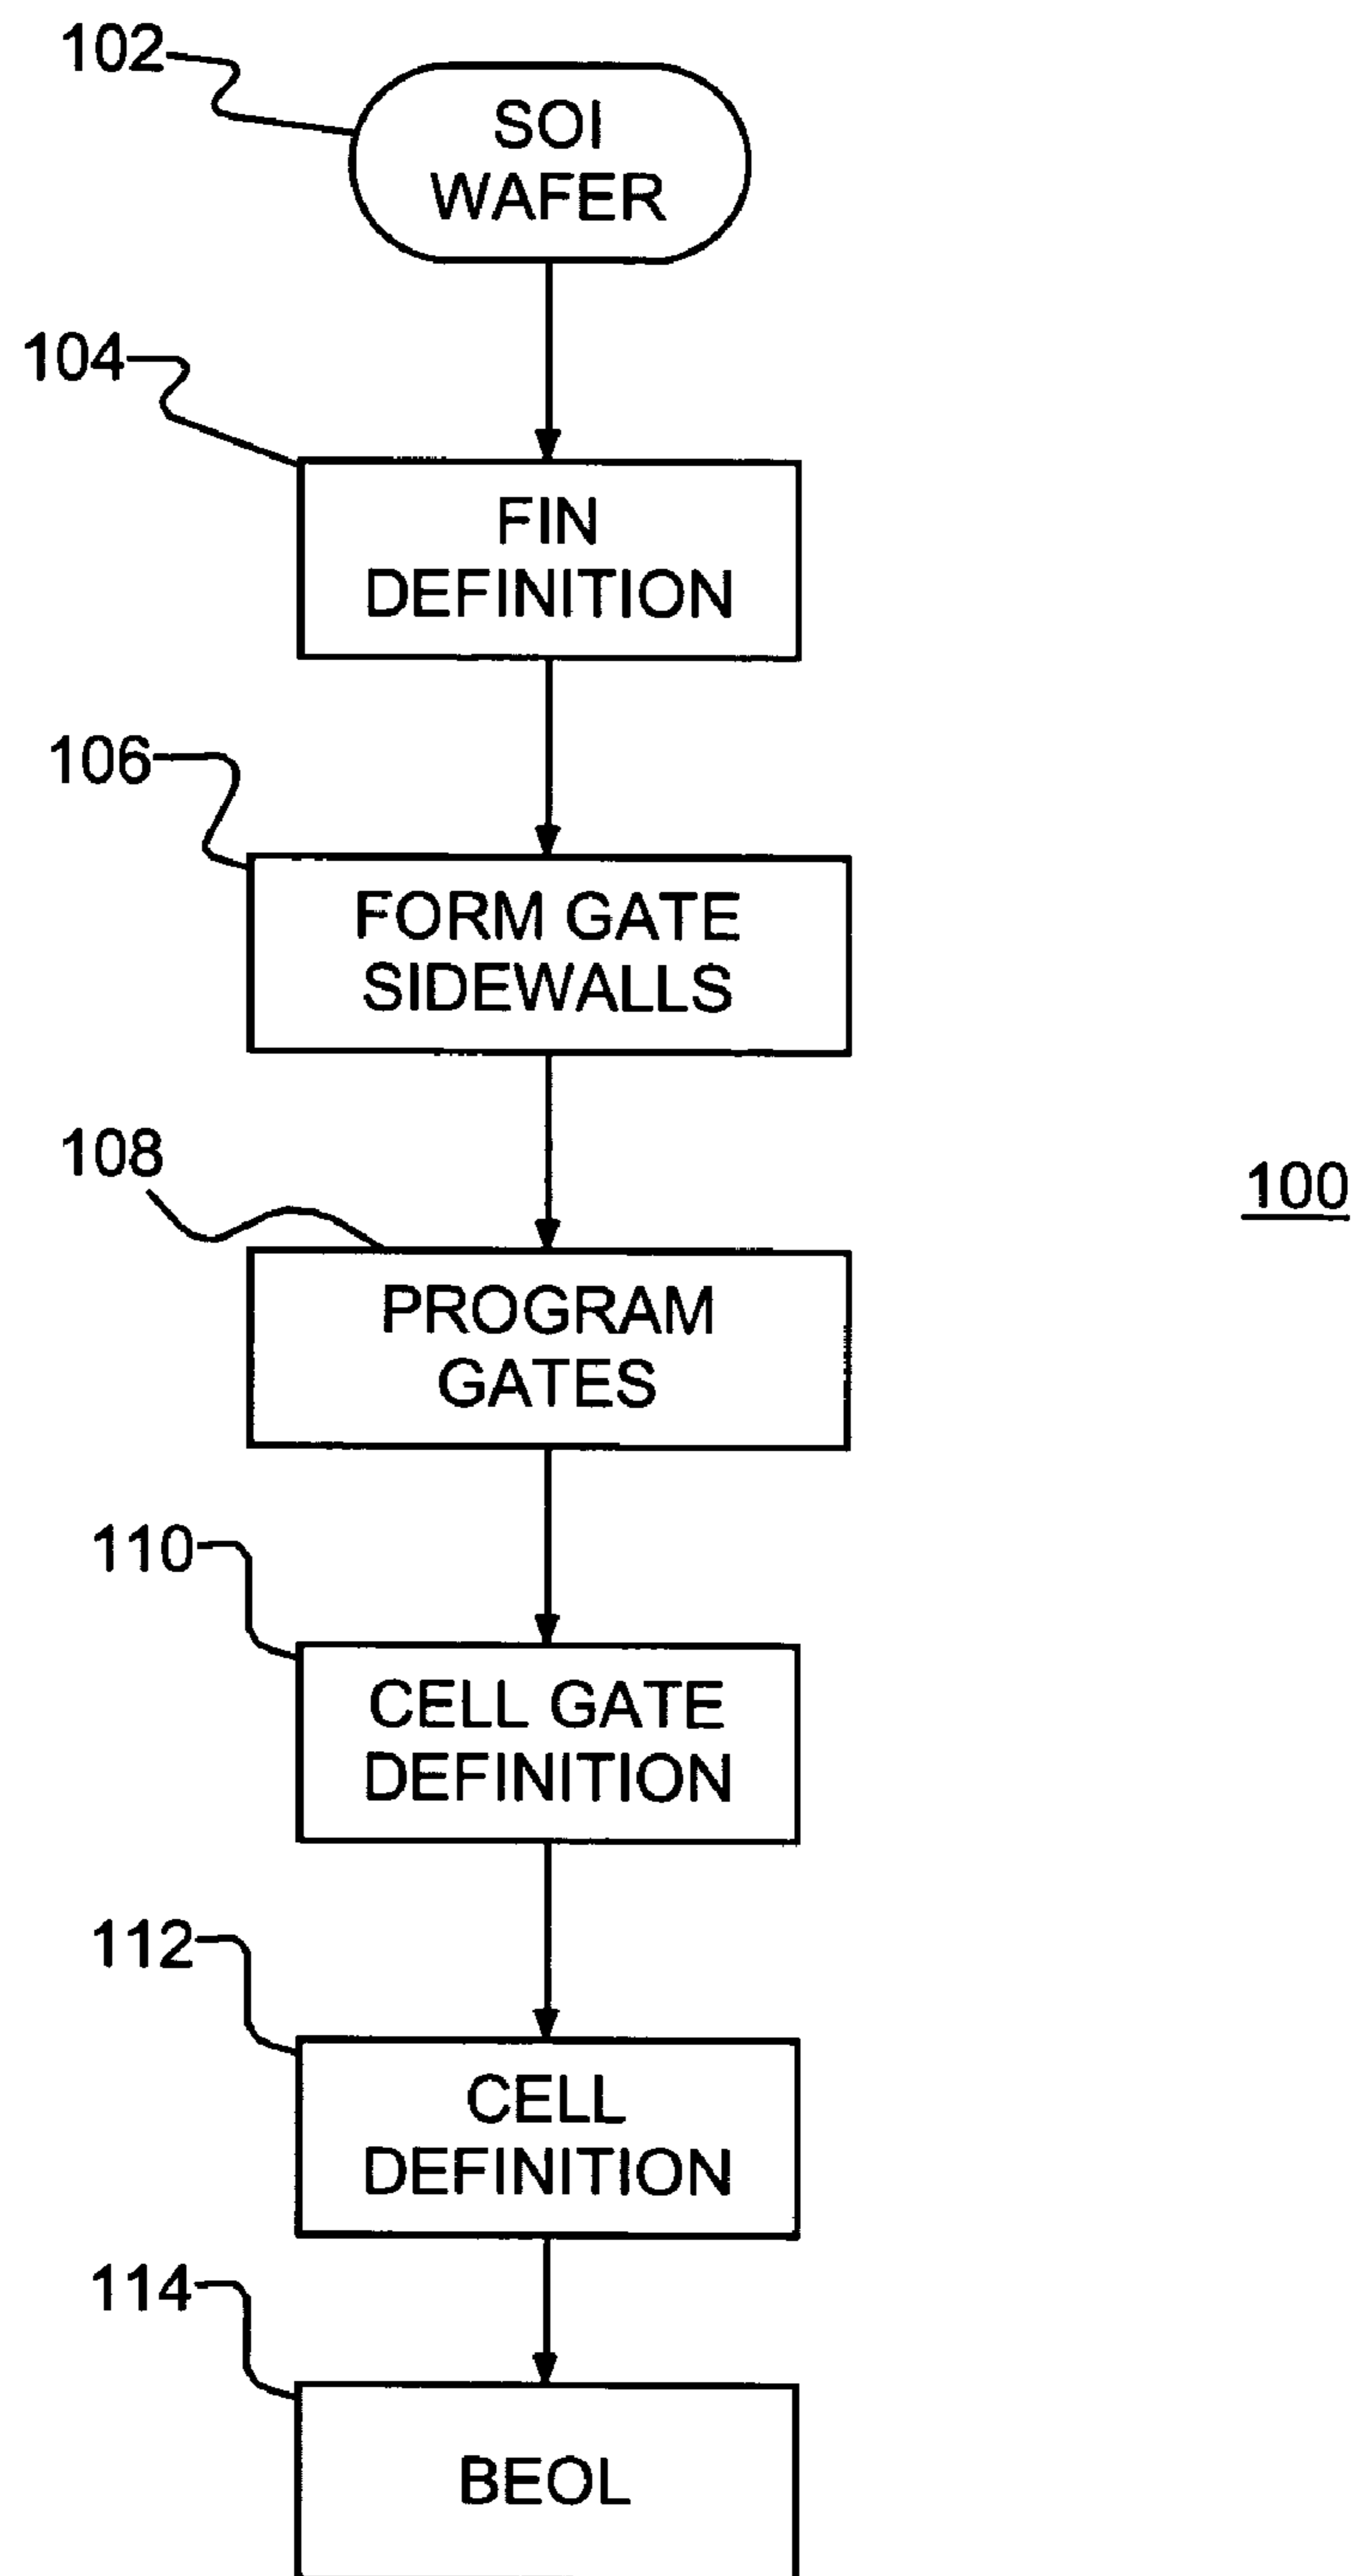 102
SOI
WAFER
104
FIN
DEFINITION
106
FORM GATE
SIDEWALLS
108
PROGRAM
GATES
100
110
CELL GATE
DEFINITION
112
CELL
DEFINITION
114
BEOL